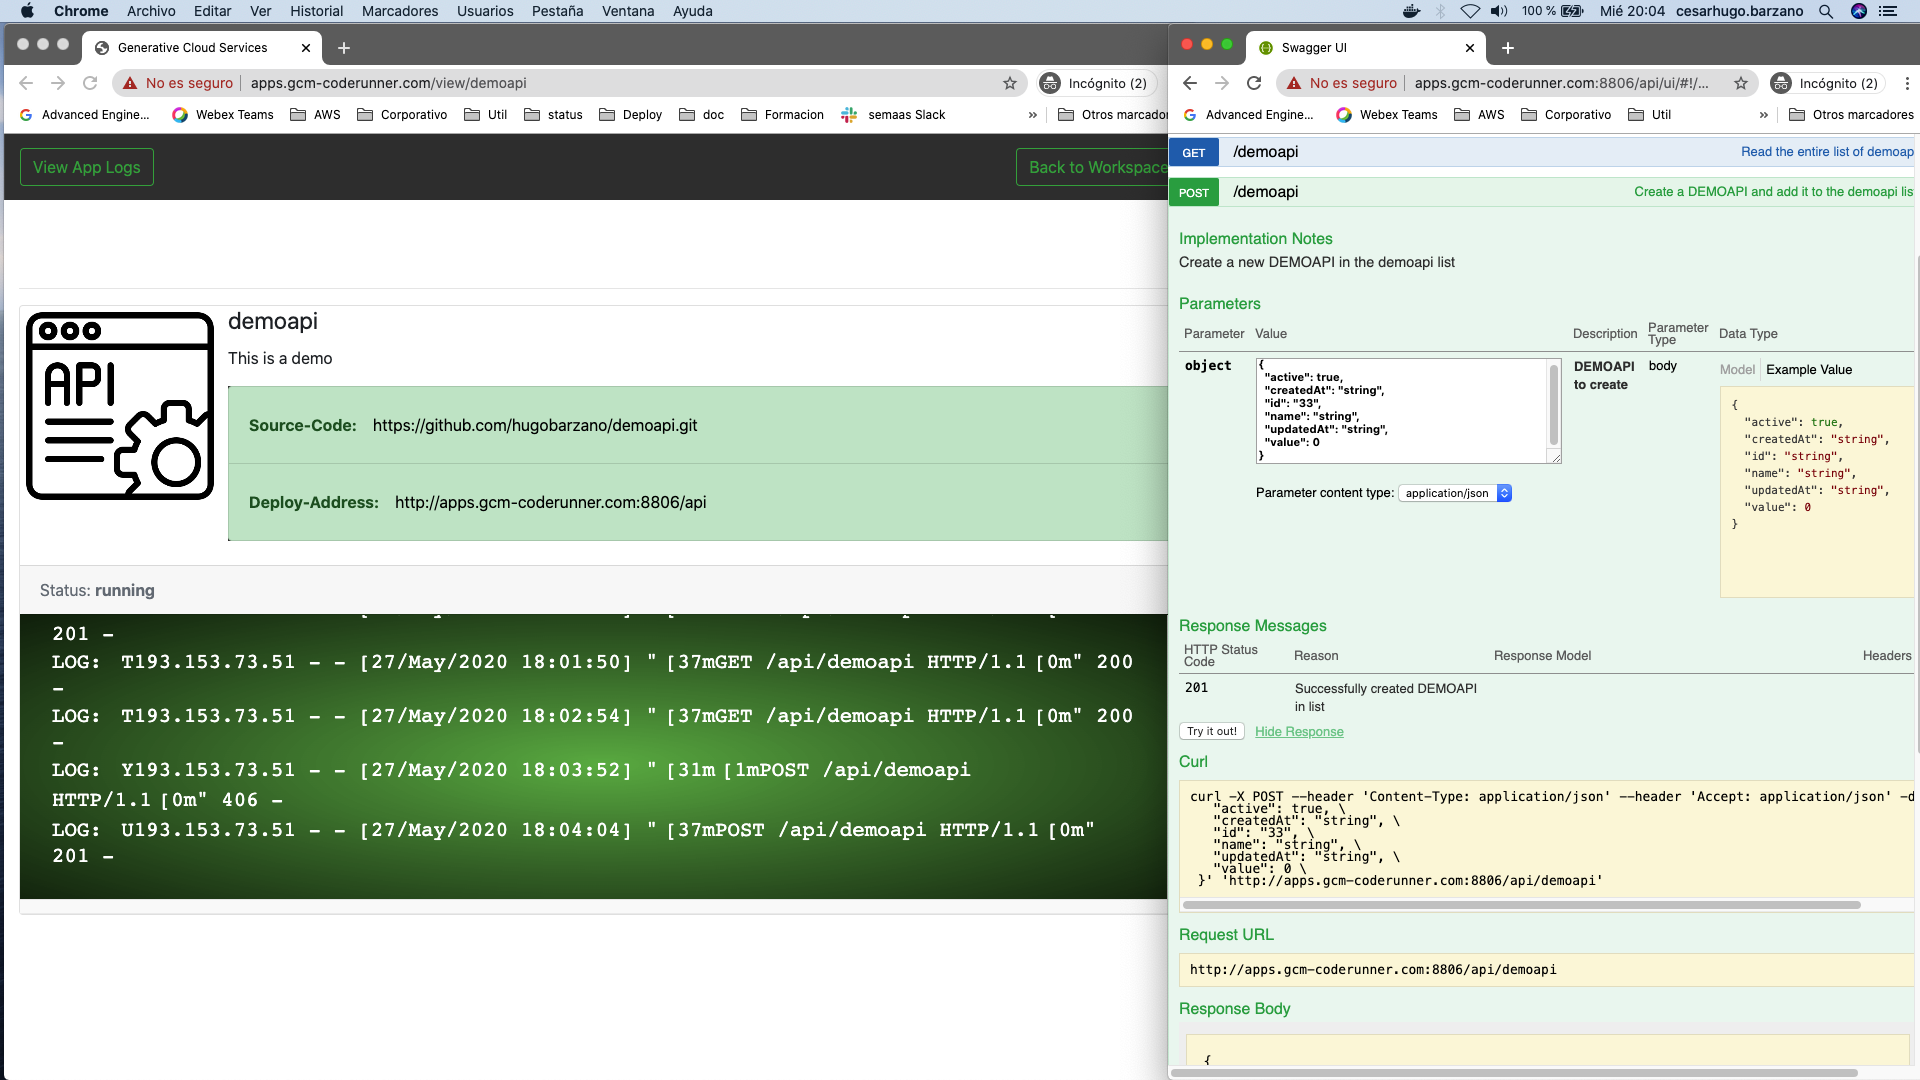 Chrome Archivo Editar Ver Historial Marcadores Usuarios Pestaña Ventana Ayuda 100 % Mié 20:04 cesarhugo.barzano
Generative Cloud Services
No es seguro apps.gcm-coderunner.com/view/demoapi Incógnito (2)
Advanced Engine... Webex Teams AWS Corporativo Util status Deploy doc Formacion semaas Slack » Otros marcador
View App Logs Back to Workspace
API
demoapi
This is a demo
Source-Code: https://github.com/hugobarzano/demoapi.git
Deploy-Address: http://apps.gcm-coderunner.com:8806/api
Status: running
201 -
LOG: T193.153.73.51 - - [27/May/2020 18:01:50] " [37mGET /api/demoapi HTTP/1.1 [0m" 200
-
LOG: T193.153.73.51 - - [27/May/2020 18:02:54] " [37mGET /api/demoapi HTTP/1.1 [0m" 200
-
LOG: Y193.153.73.51 - - [27/May/2020 18:03:52] " [31m [1mPOST /api/demoapi
HTTP/1.1 [0m" 406 -
LOG: U193.153.73.51 - - [27/May/2020 18:04:04] " [37mPOST /api/demoapi HTTP/1.1 [0m"
201 -
Swagger UI
No es seguro apps.gcm-coderunner.com:8806/api/ui/#!/... Incógnito (2)
Advanced Engine... Webex Teams AWS Corporativo Util » Otros marcadores
GET /demoapi Read the entire list of demoap
POST /demoapi Create a DEMOAPI and add it to the demoapi lis
Implementation Notes
Create a new DEMOAPI in the demoapi list
Parameters
Parameter Value Description Parameter Type Data Type
object
{
"active": true,
"createdAt": "string",
"id": "33",
"name": "string",
"updatedAt": "string",
"value": 0
}
Parameter content type: application/json
DEMOAPI
to create
body
Model Example Value
{
"active": true,
"createdAt": "string",
"id": "string",
"name": "string",
"updatedAt": "string",
"value": 0
}
Response Messages
HTTP Status Code Reason Response Model Headers
201 Successfully created DEMOAPI
in list
Try it out! Hide Response
Curl
curl -X POST --header 'Content-Type: application/json' --header 'Accept: application/json' -d
"active": true, \
"createdAt": "string", \
"id": "33", \
"name": "string", \
"updatedAt": "string", \
"value": 0 \
}' 'http://apps.gcm-coderunner.com:8806/api/demoapi'
Request URL
http://apps.gcm-coderunner.com:8806/api/demoapi
Response Body
{